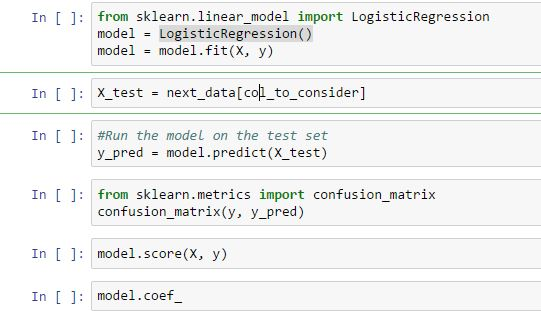 In [ ]: from sklearn.linear_model import LogisticRegression
model = LogisticRegression()
model = model.fit(X, y)
In [ ]: X_test = next_data[col_to_consider]
In [ ]: #Run the model on the test set
y_pred = model.predict(X_test)
In [ ]: from sklearn.metrics import confusion_matrix
confusion_matrix(y, y_pred)
In [ ]: model.score(X, y)
In [ ]: model.coef_